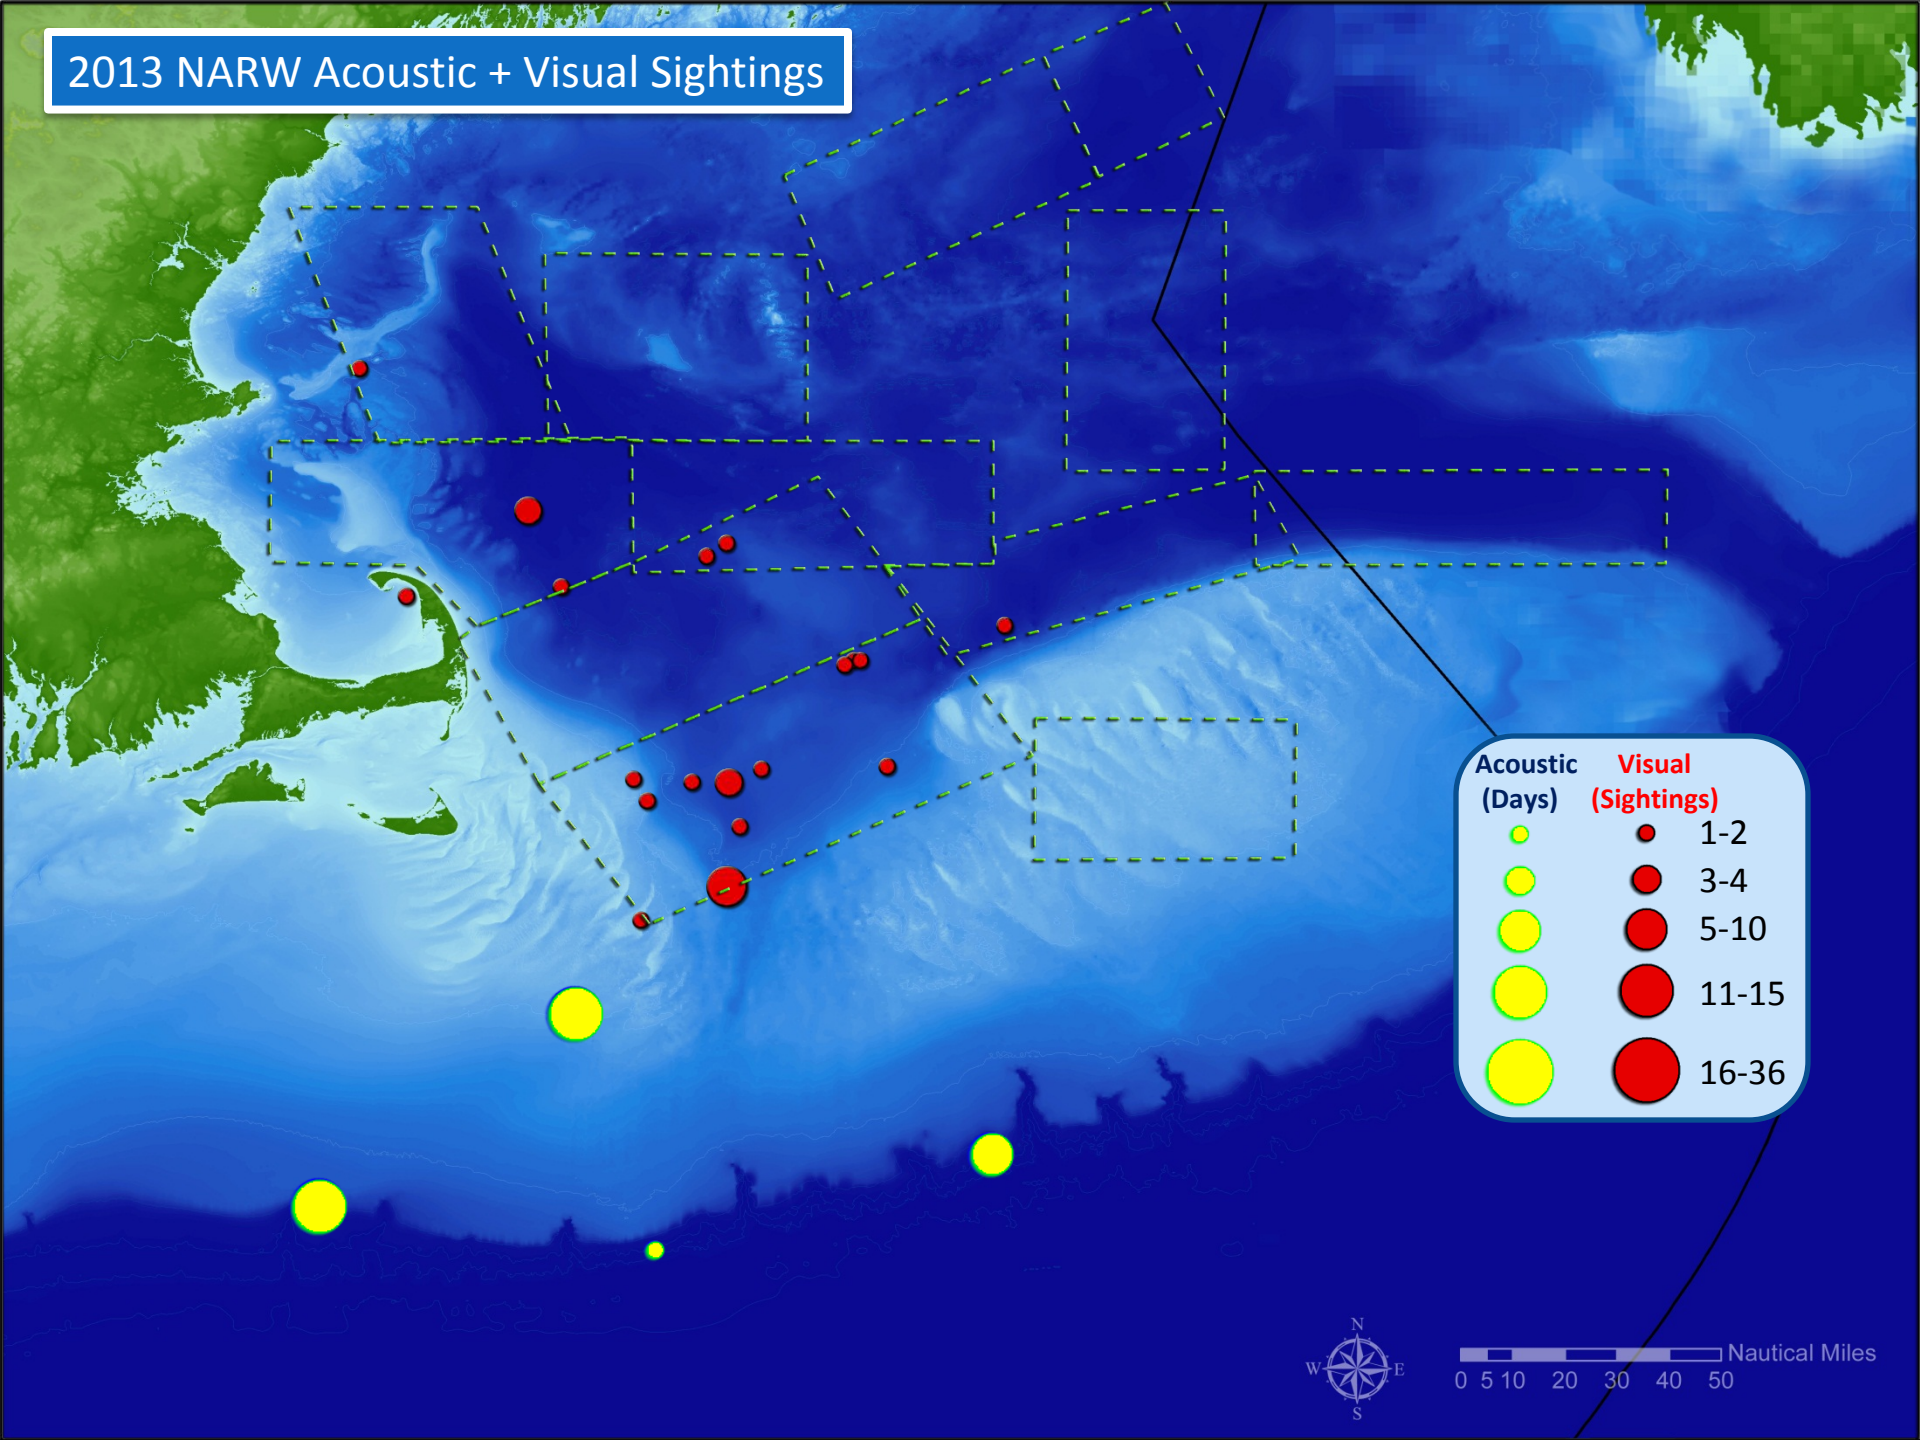 2013 NARW Acoustic + Visual Sightings
Acoustic Visual
(Days) (Sightings)
1-2
3-4
5-10
11-15
16-36
N
W E
S
Nautical Miles
0 5 10 20 30 40 50